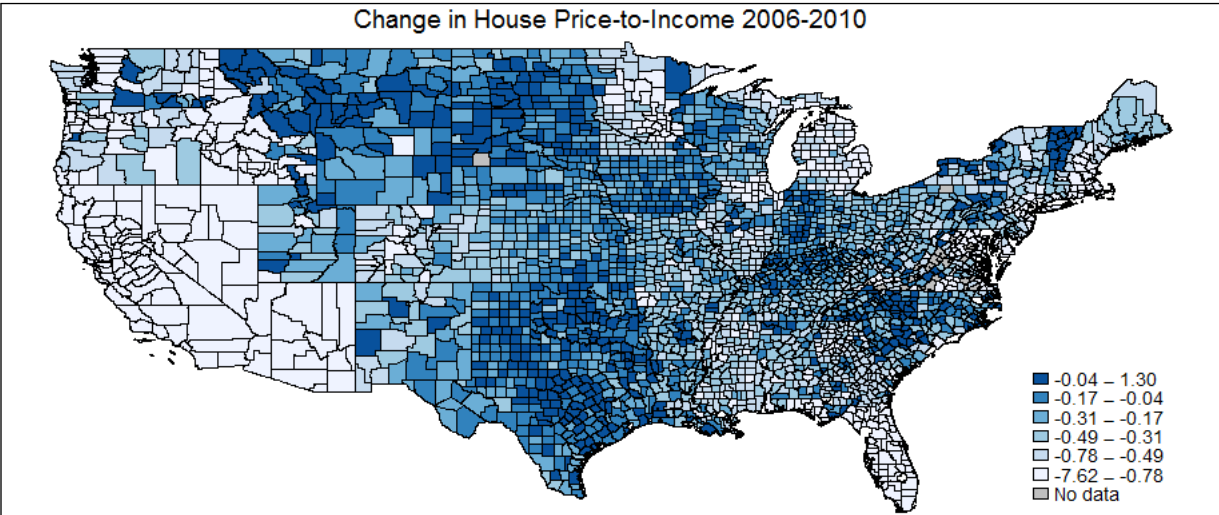 Change in House Price-to-Income 2006-2010
-0.04 – 1.30
-0.17 – -0.04
-0.31 – -0.17
-0.49 – -0.31
-0.78 – -0.49
-7.62 – -0.78
No data